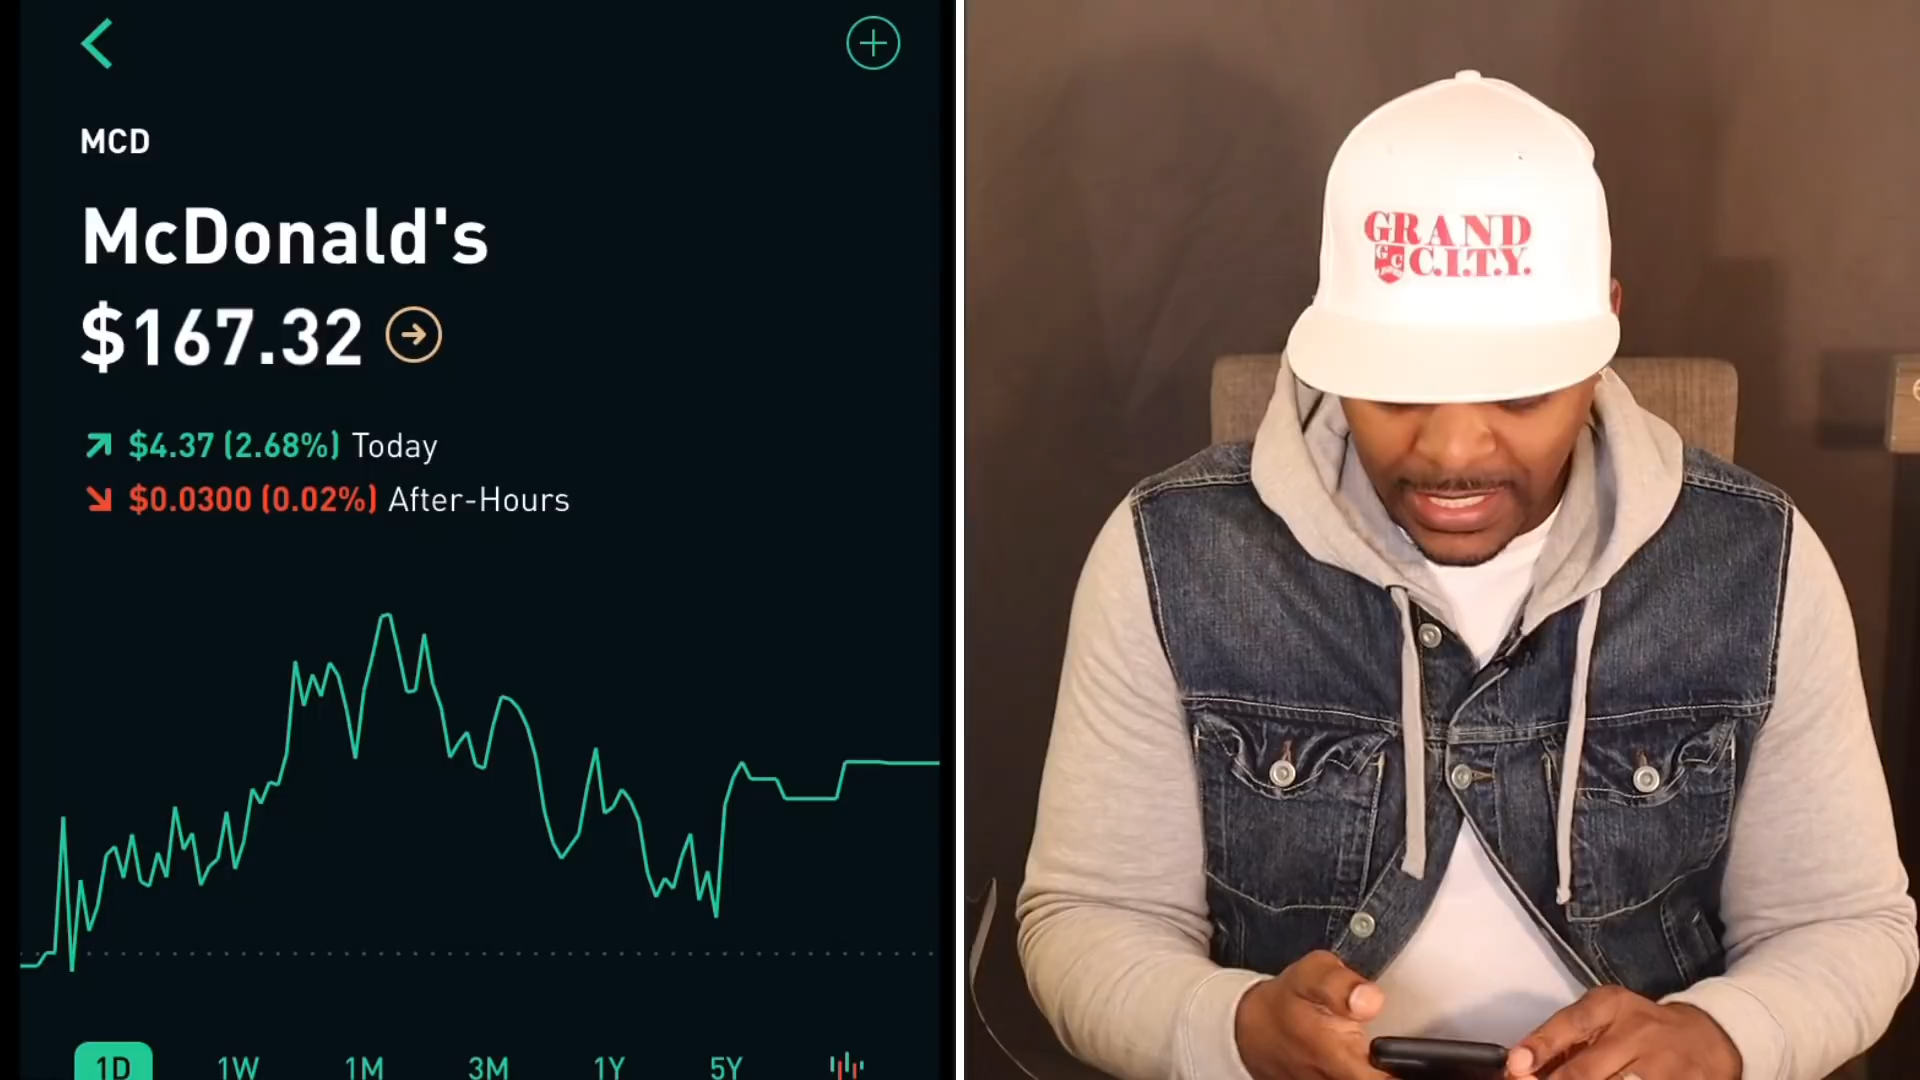 MCD
McDonald's
$167.32
$4.37 (2.68%) Today
$0.0300 (0.02%) After-Hours
1D 1W 1M 3M 1Y 5Y
GRAND
G C C.I.T.Y.